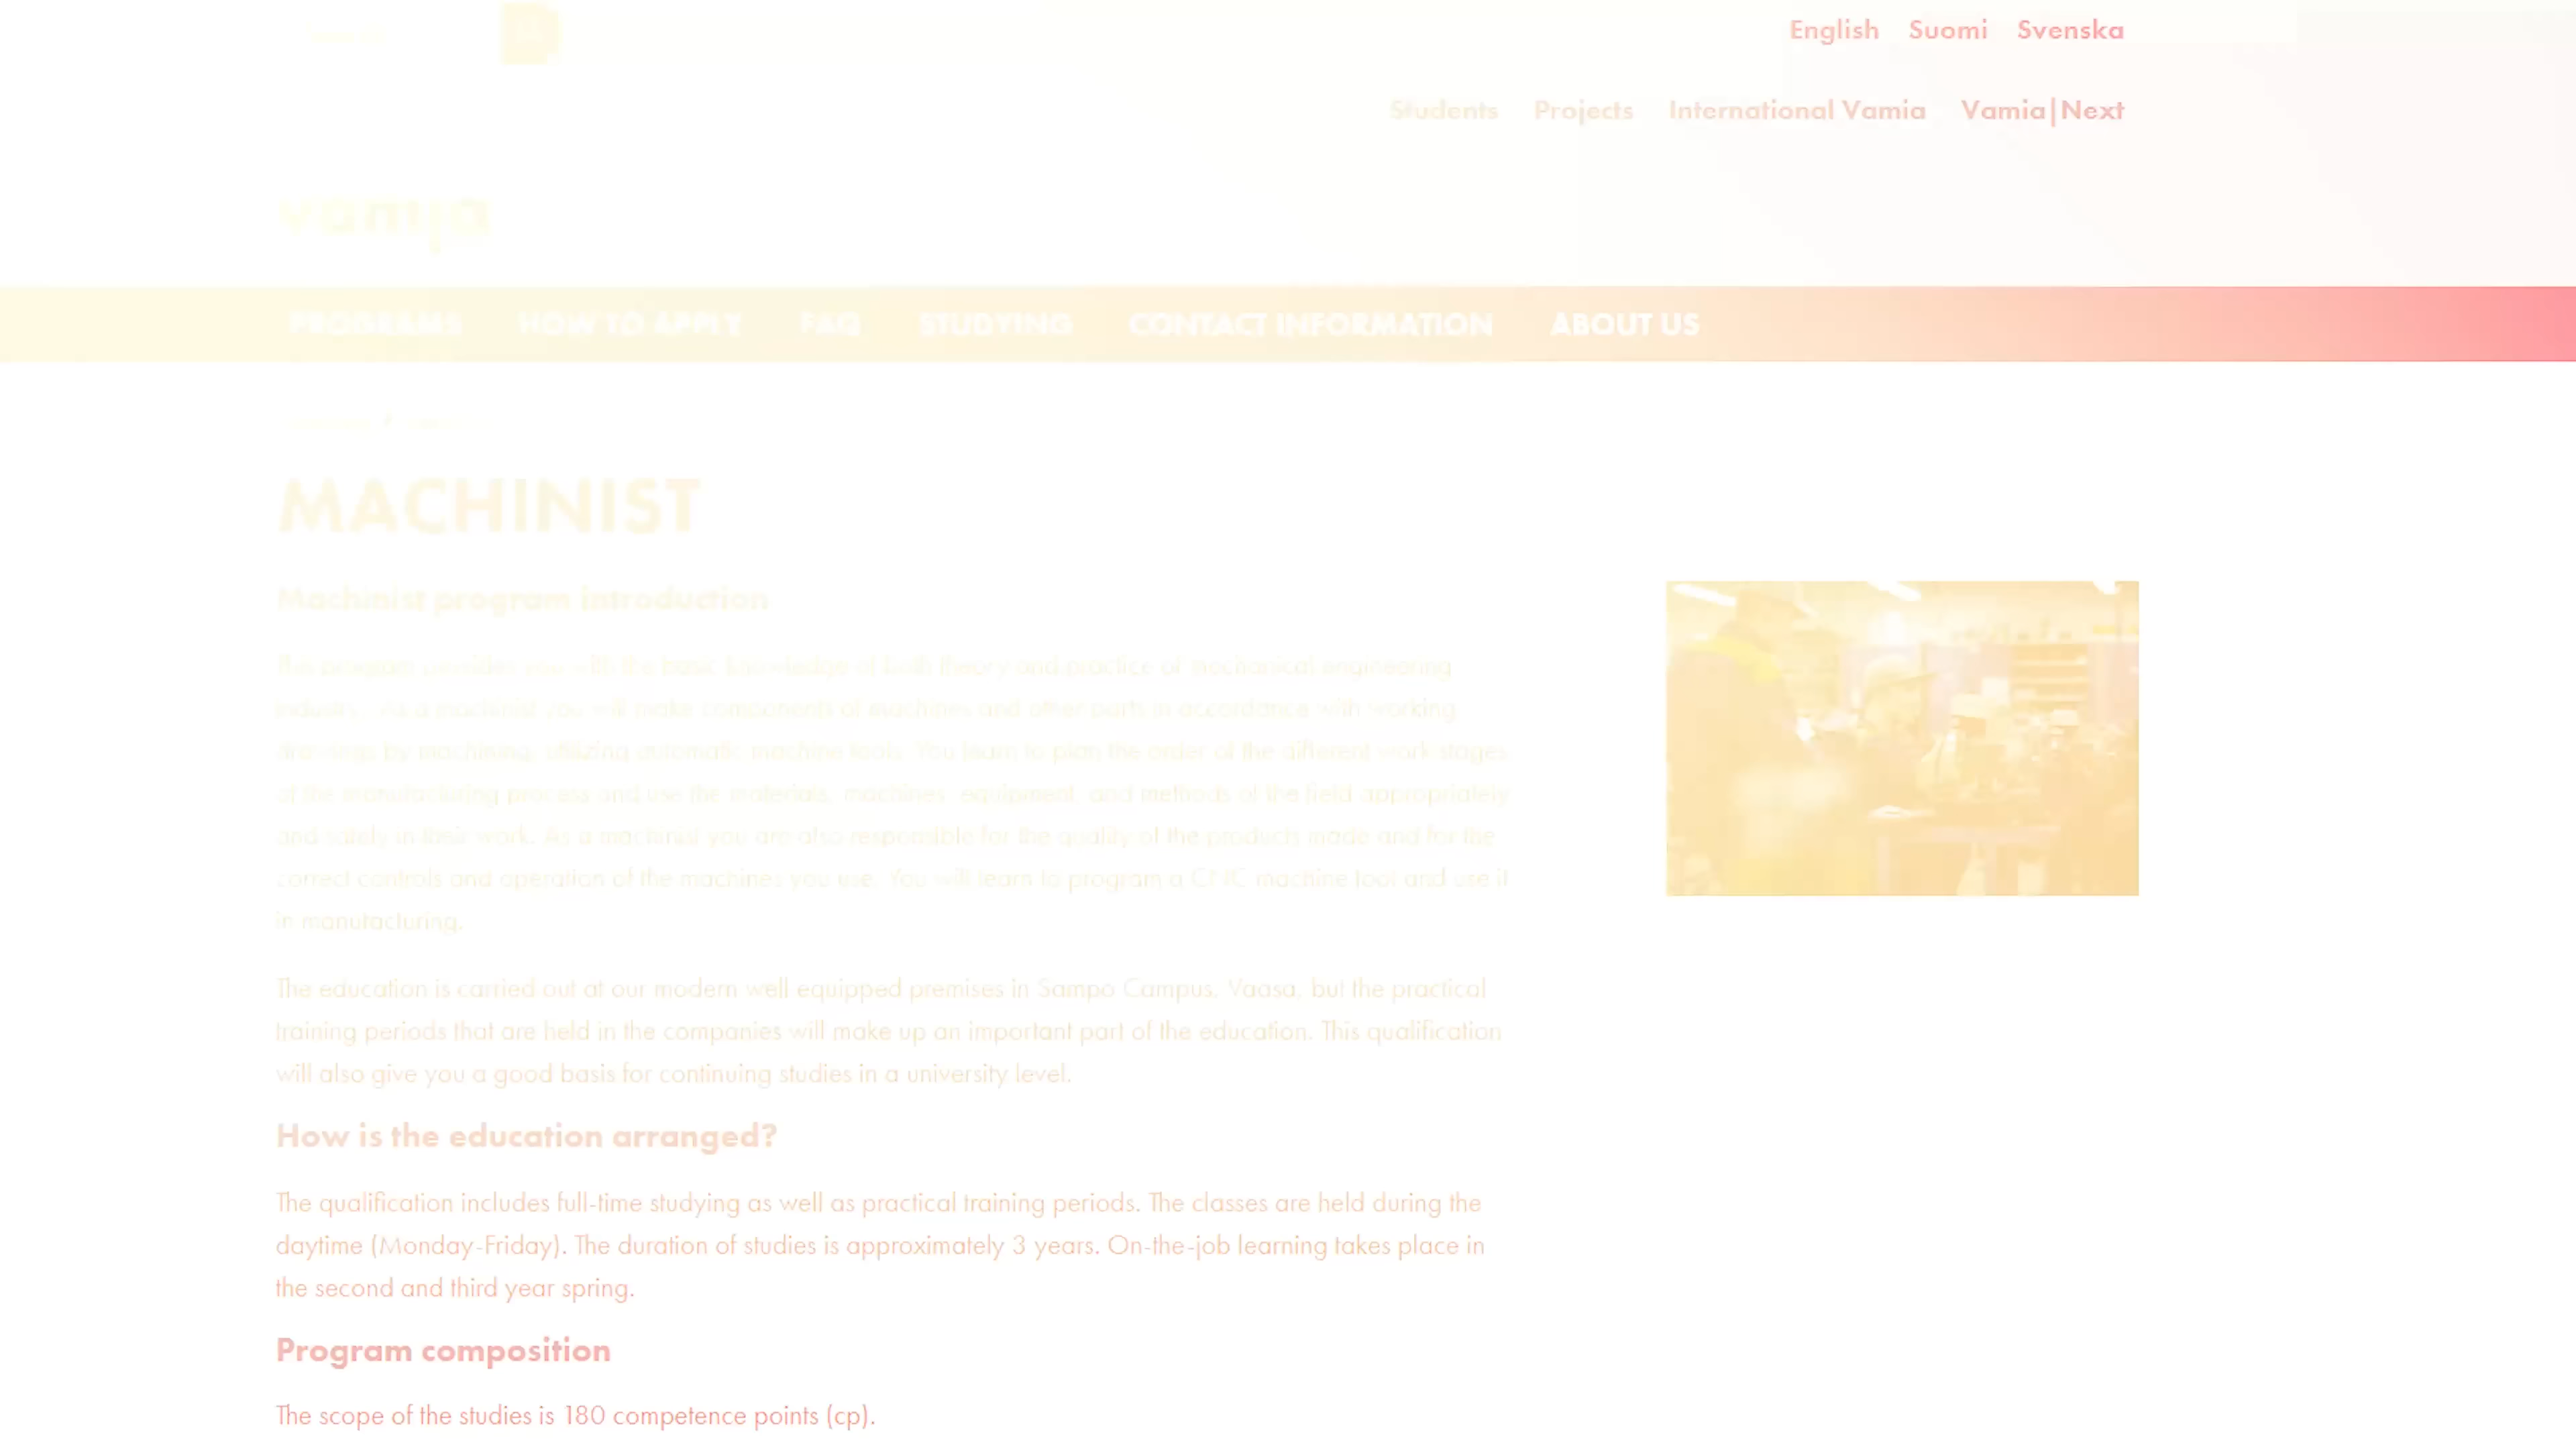 English Suomi Svenska
Students Projects International Vamia Vamia|Next
vamia
PROGRAMS HOW TO APPLY FAQ STUDYING CONTACT INFORMATION ABOUT US
MACHINIST
Machinist program introduction
This program provides you with the basic knowledge of both theory and practice of mechanical engineering
industry. As a machinist you will make components of machines and other parts in accordance with working
drawings by machining, utilizing automatic machine tools. You learn to plan the order of the different work stages
of the manufacturing process and use the materials, machines, equipment, and methods of the field appropriately
and safely in their work. As a machinist you are also responsible for the quality of the products made and for the
correct controls and operation of the machines you use. You will learn to program a CNC machine tool and use it
in manufacturing.
The education is carried out at our modern well equipped premises in Sampo Campus, Vaasa, but the practical
training periods that are held in the companies will make up an important part of the education. This qualification
will also give you a good basis for continuing studies in a university level.
How is the education arranged?
The qualification includes full-time studying as well as practical training periods. The classes are held during the
daytime (Monday-Friday). The duration of studies is approximately 3 years. On-the-job learning takes place in
the second and third year spring.
Program composition
The scope of the studies is 180 competence points (cp).